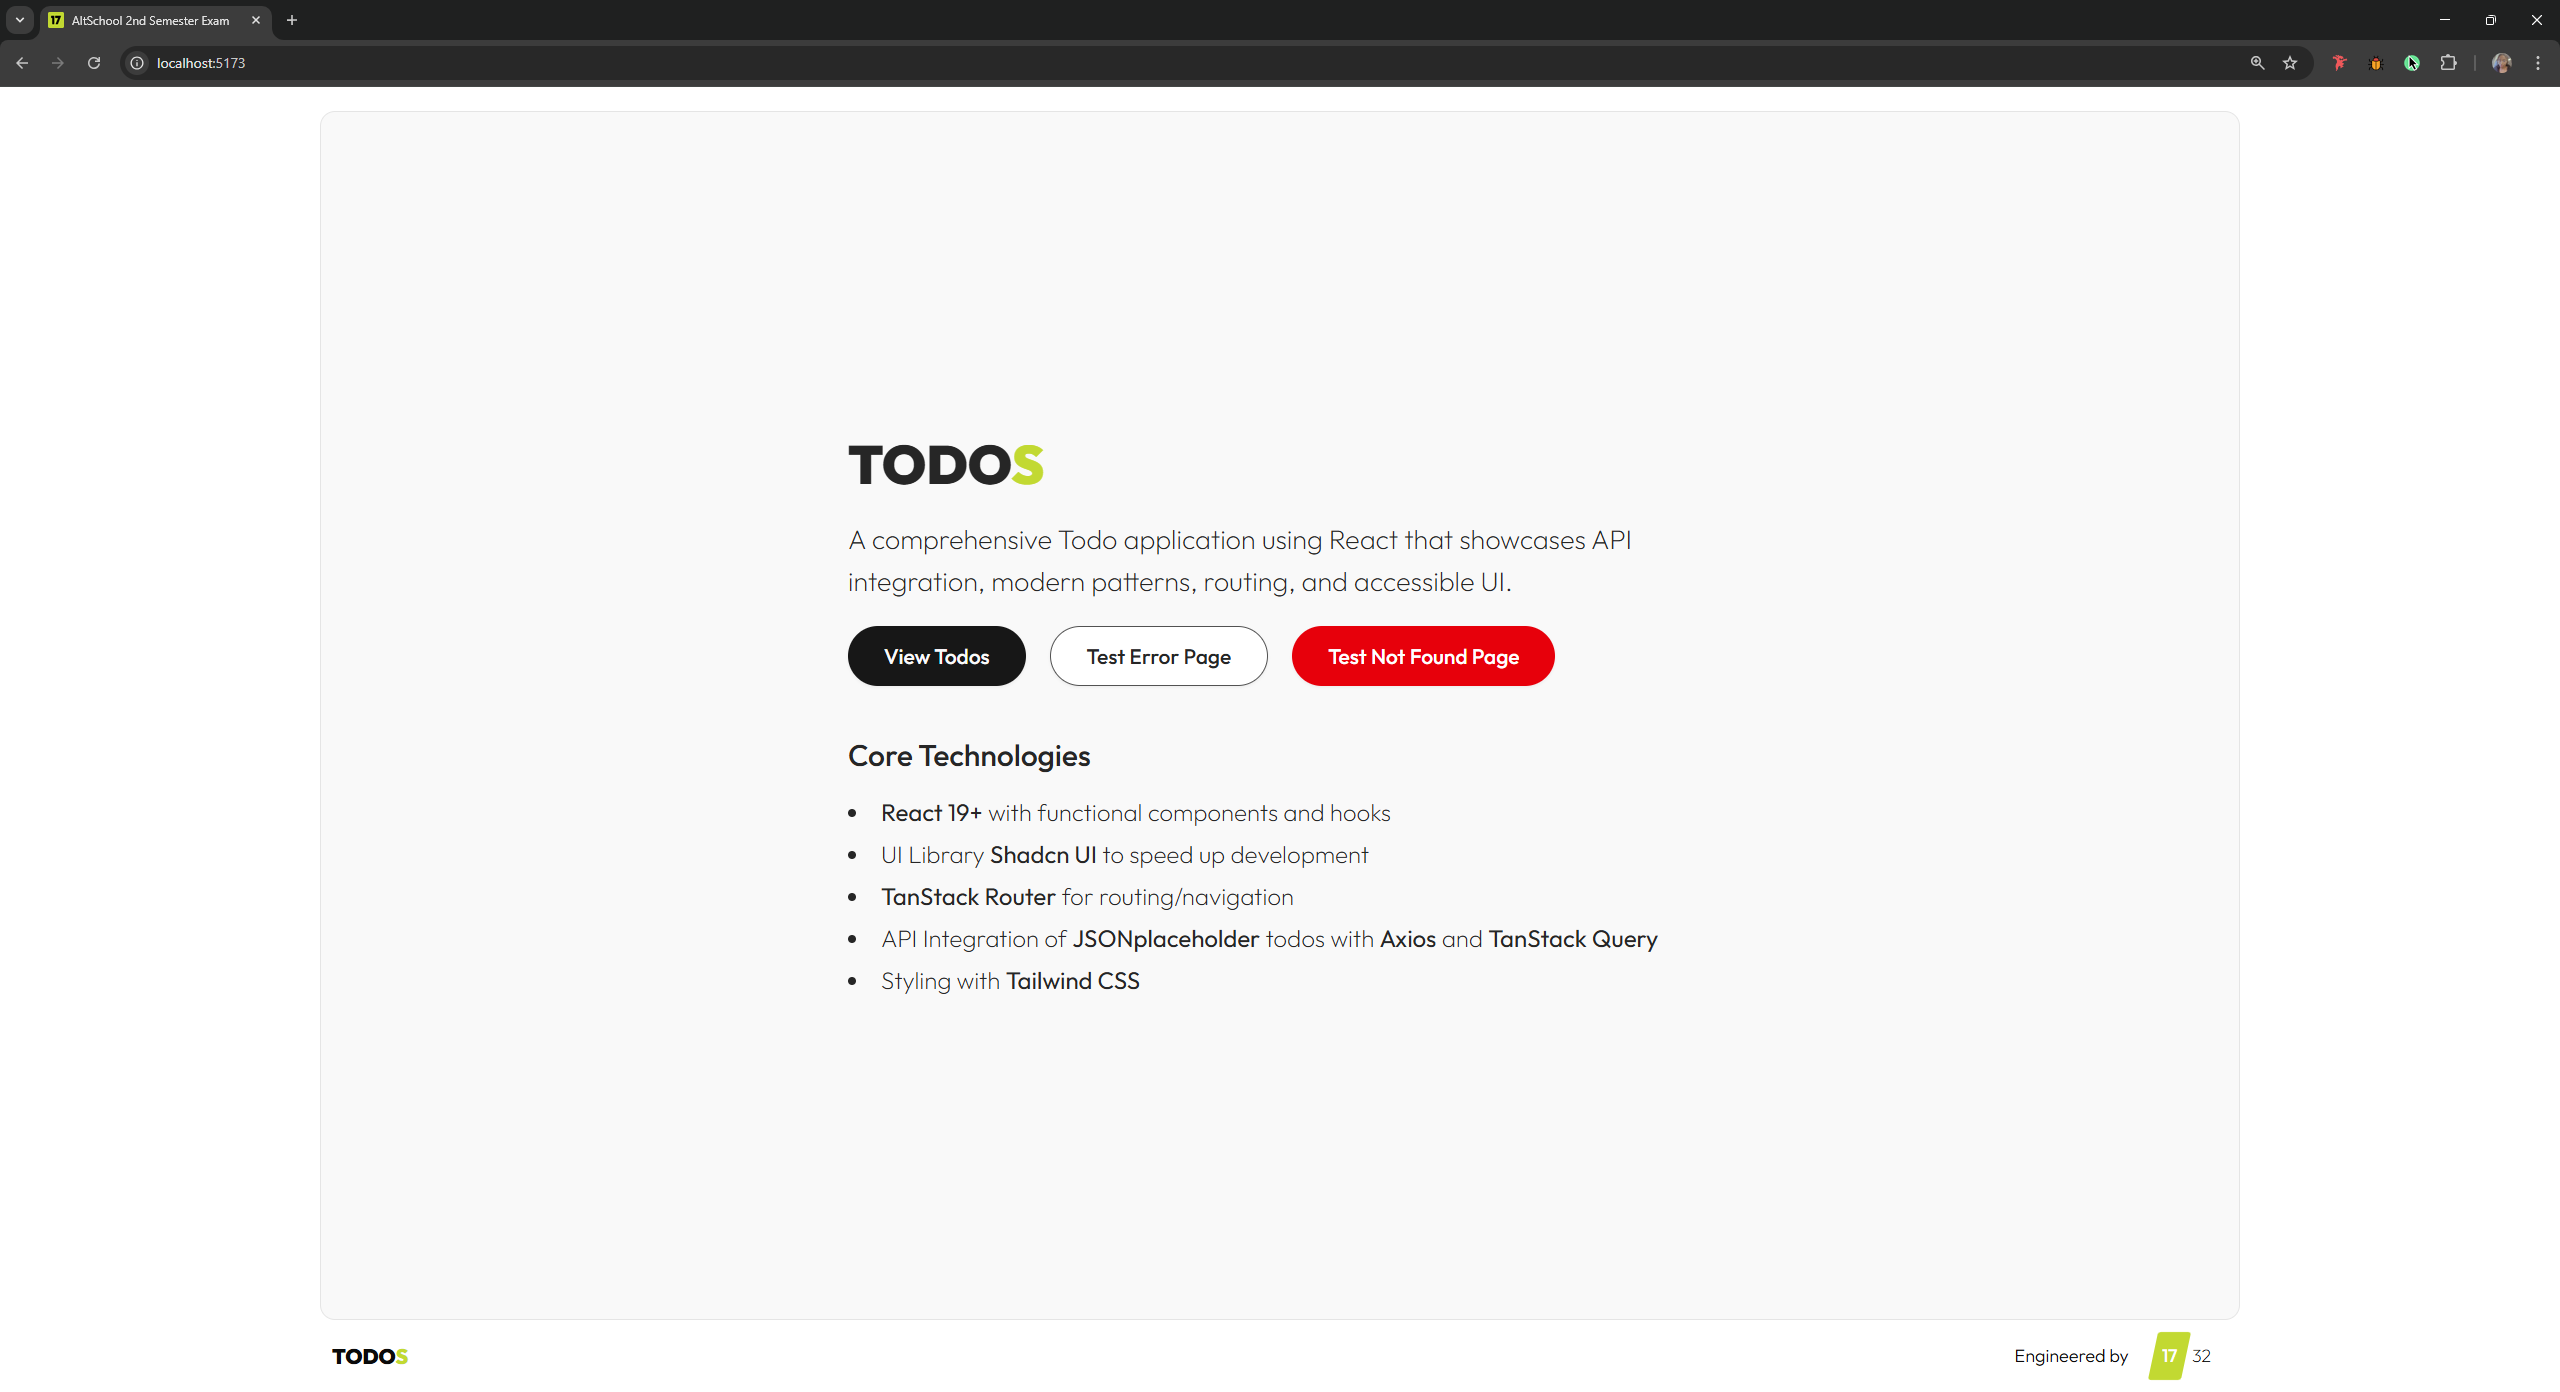 17 AltSchool 2nd Semester Exam
localhost:5173
TODOS
A comprehensive Todo application using React that showcases API
integration, modern patterns, routing, and accessible UI.
View Todos
Test Error Page
Test Not Found Page
Core Technologies
• React 19+ with functional components and hooks
• UI Library Shadcn UI to speed up development
• TanStack Router for routing/navigation
• API Integration of JSONplaceholder todos with Axios and TanStack Query
• Styling with Tailwind CSS
TODOS
Engineered by 17 32